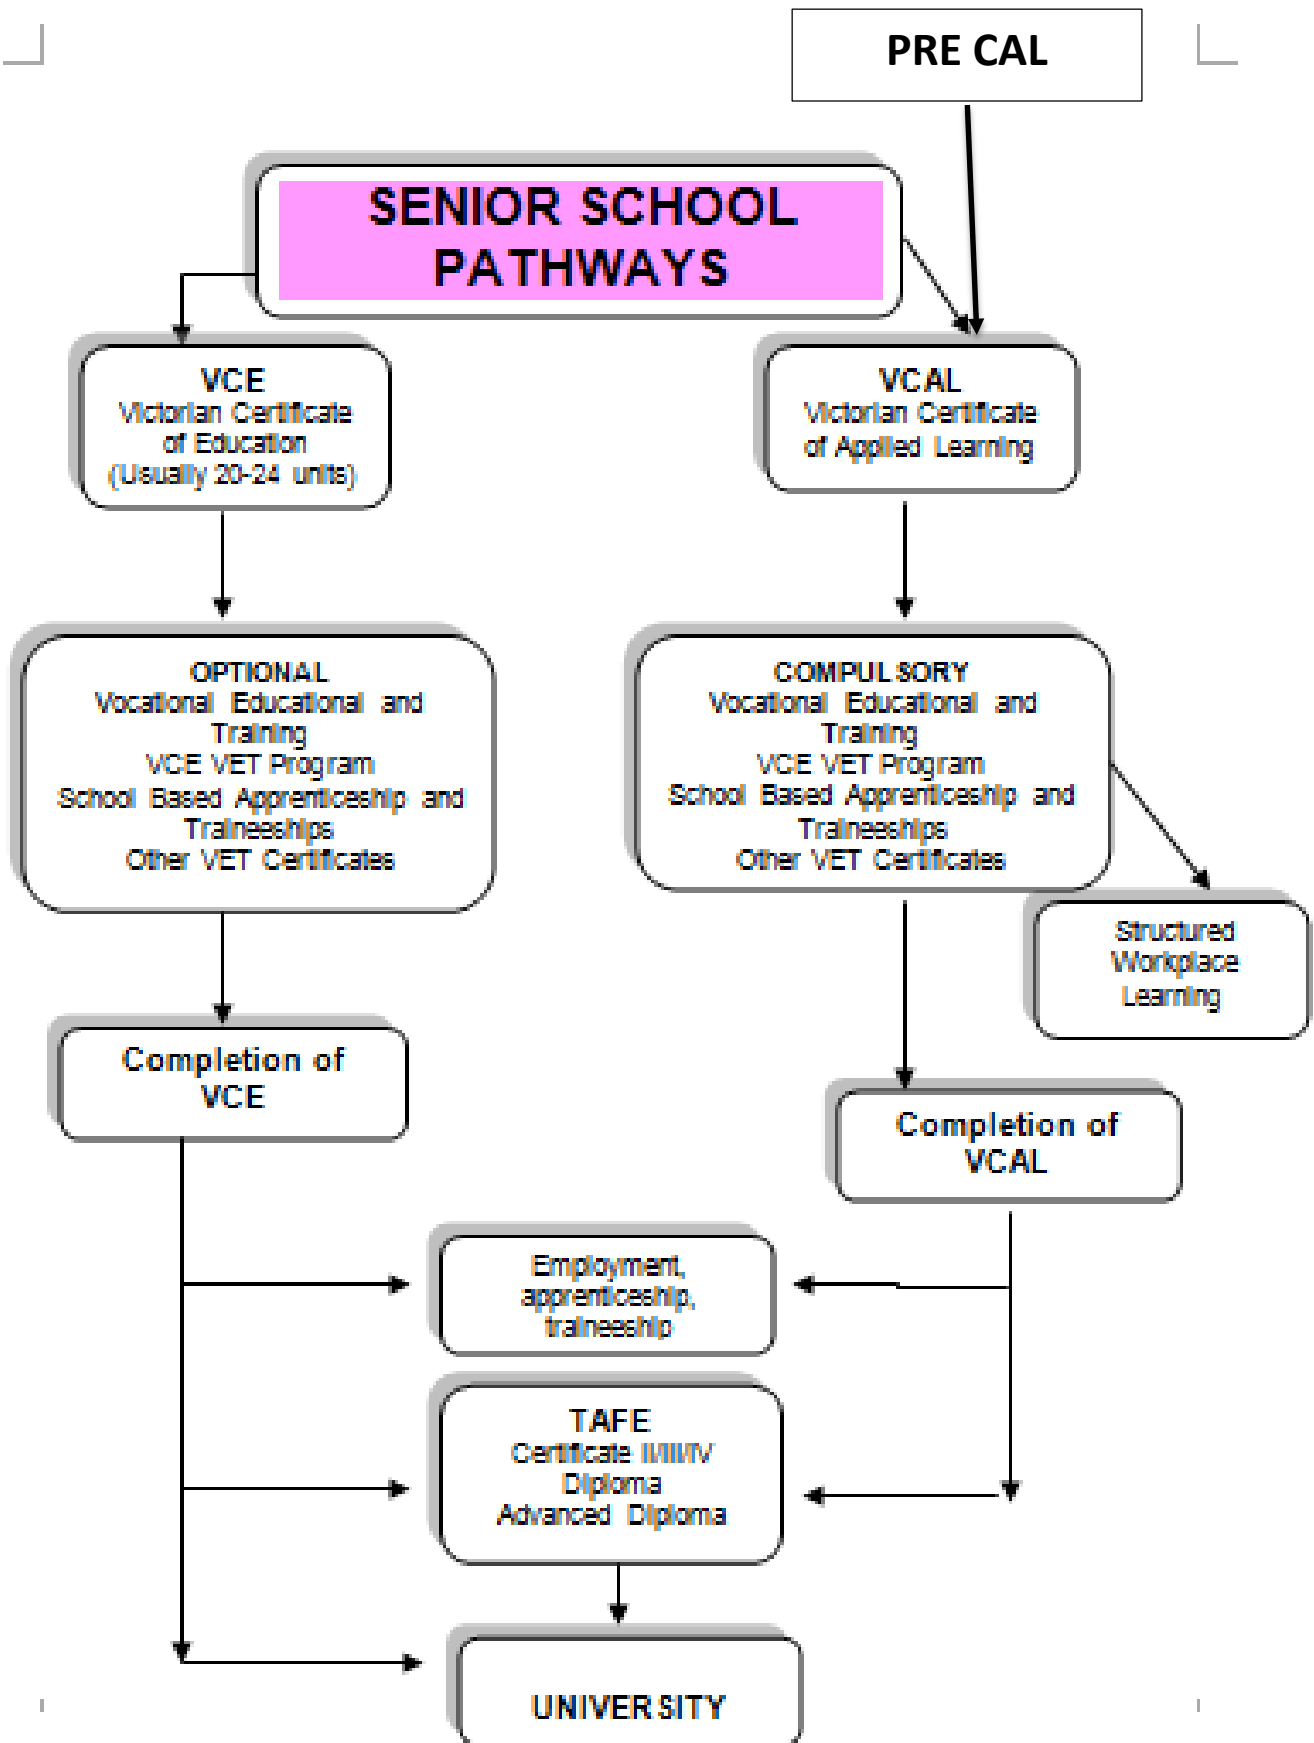 PRE CAL
SENIOR SCHOOL
PATHWAYS
VCE
Victorian Certificate
of Education
(Usually 20-24 units)
VCAL
Victorian Certificate
of Applied Learning
OPTIONAL
Vocational Educational and
Training
VCE VET Program
School Based Apprenticeship and
Traineeships
Other VET Certificates
COMPULSORY
Vocational Educational and
Training
VCE VET Program
School Based Apprenticeship and
Traineeships
Other VET Certificates
Structured
Workplace
Learning
Completion of
VCE
Completion of
VCAL
Employment,
apprenticeship,
traineeship
TAFE
Certificate II/III/IV
Diploma
Advanced Diploma
UNIVERSITY